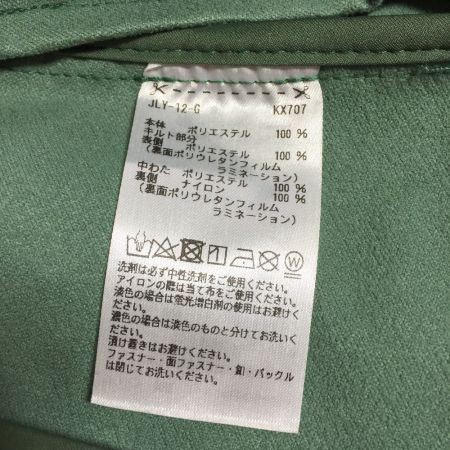 JLY-12-G KX707
本体 ポリエステル 100 %
キルト部分
表側 ポリエステル 100 %
(裏面ポリウレタンフィルム
ラミネーション)
中わた ポリエステル 100 %
裏側 ナイロン 100 %
(裏面ポリウレタンフィルム
ラミネーション)
W
洗剤は必ず中性洗剤をご使用ください。
アイロンの際は当て布をご使用ください。
淡色の場合は蛍光増白剤の使用は
お避けください。
濃色の場合は淡色のものと分けてお洗い
ください。
漬け置きはお避けください。
ファスナー・面ファスナー・釦・バックル
は閉じてお洗いください。